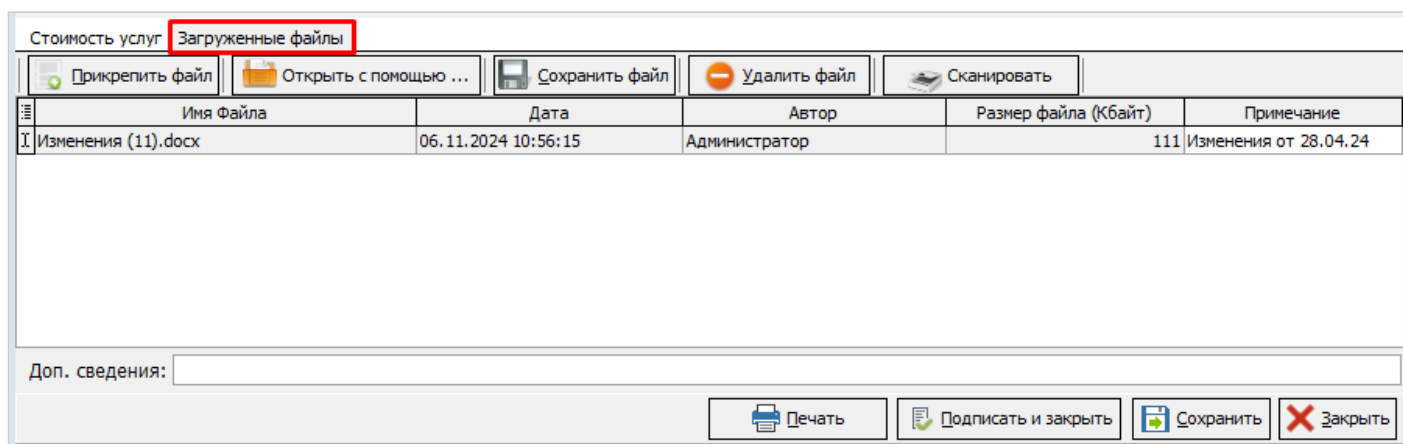 Стоимость услуг Загруженные файлы
Прикрепить файл Открыть с помощью ... Сохранить файл Удалить файл Сканировать
Имя Файла Дата Автор Размер файла (Кбайт) Примечание
Изменения (11).docx 06.11.2024 10:56:15 Администратор 111 Изменения от 28.04.24
Доп. сведения:
Печать Подписать и закрыть Сохранить Закрыть